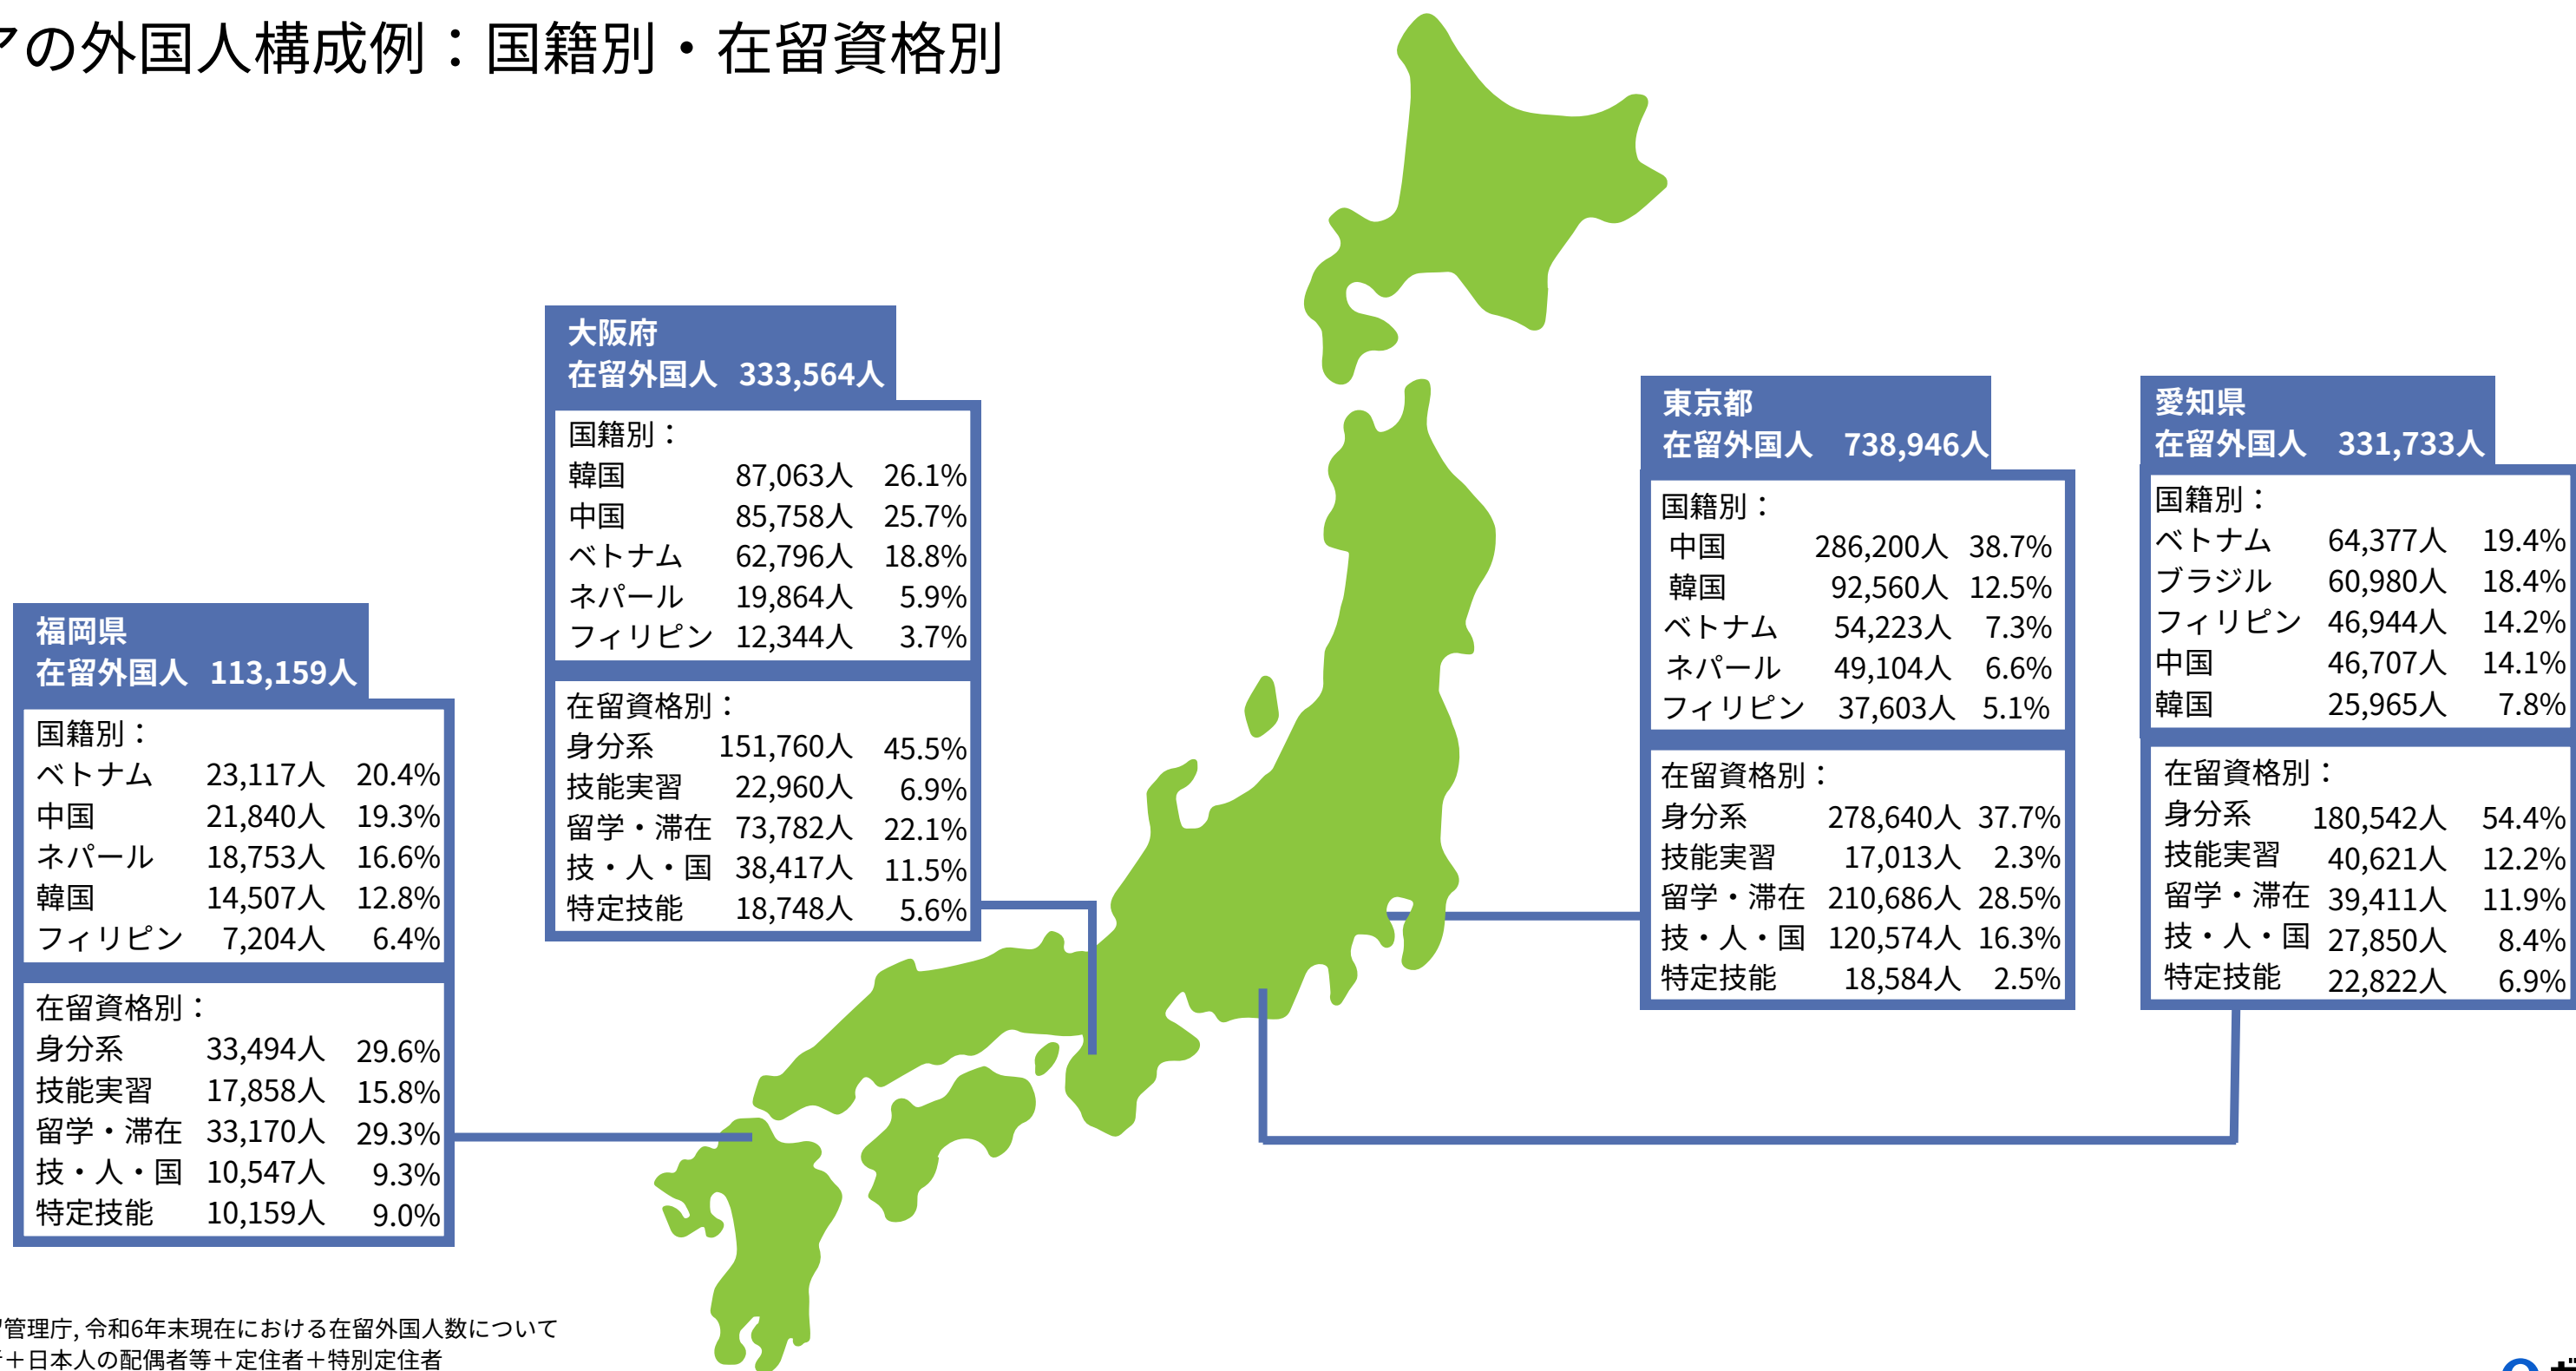 アの外国人構成例：国籍別・在留資格別
大阪府
在留外国人 333,564人
国籍別：
韓国 87,063人 26.1%
中国 85,758人 25.7%
ベトナム 62,796人 18.8%
ネパール 19,864人 5.9%
フィリピン 12,344人 3.7%
在留資格別：
身分系 151,760人 45.5%
技能実習 22,960人 6.9%
留学・滞在 73,782人 22.1%
技・人・国 38,417人 11.5%
特定技能 18,748人 5.6%
東京都
在留外国人 738,946人
国籍別：
中国 286,200人 38.7%
韓国 92,560人 12.5%
ベトナム 54,223人 7.3%
ネパール 49,104人 6.6%
フィリピン 37,603人 5.1%
在留資格別：
身分系 278,640人 37.7%
技能実習 17,013人 2.3%
留学・滞在 210,686人 28.5%
技・人・国 120,574人 16.3%
特定技能 18,584人 2.5%
愛知県
在留外国人 331,733人
国籍別：
ベトナム 64,377人 19.4%
ブラジル 60,980人 18.4%
フィリピン 46,944人 14.2%
中国 46,707人 14.1%
韓国 25,965人 7.8%
在留資格別：
身分系 180,542人 54.4%
技能実習 40,621人 12.2%
留学・滞在 39,411人 11.9%
技・人・国 27,850人 8.4%
特定技能 22,822人 6.9%
福岡県
在留外国人 113,159人
国籍別：
ベトナム 23,117人 20.4%
中国 21,840人 19.3%
ネパール 18,753人 16.6%
韓国 14,507人 12.8%
フィリピン 7,204人 6.4%
在留資格別：
身分系 33,494人 29.6%
技能実習 17,858人 15.8%
留学・滞在 33,170人 29.3%
技・人・国 10,547人 9.3%
特定技能 10,159人 9.0%
管理庁, 令和6年末現在における在留外国人数について
＋日本人の配偶者等＋定住者＋特別定住者